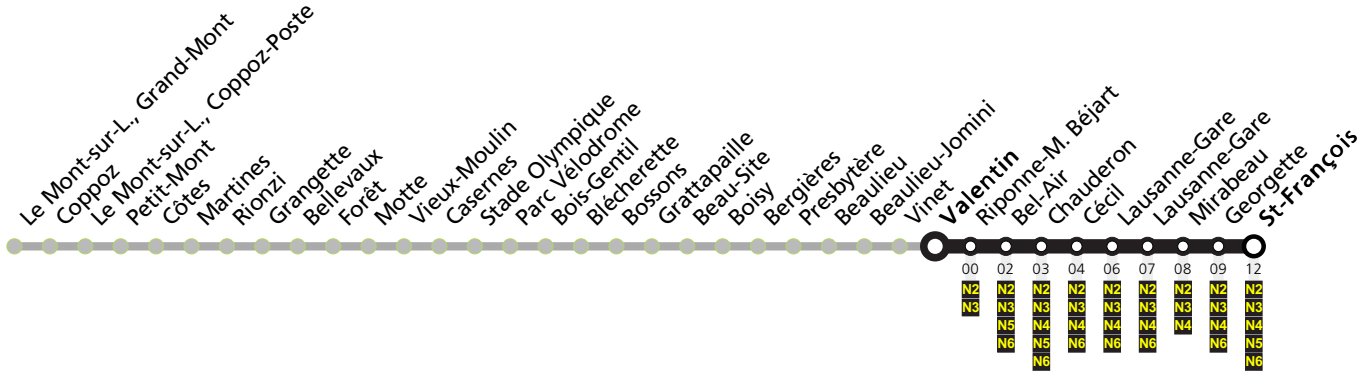 Le Mont-sur-L., Grand-Mont
Coppoz
Le Mont-sur-L., Coppoz-Poste
Petit-Mont
Côtes
Martines
Rionzi
Grangette
Bellevaux
Forêt
Motte
Vieux-Moulin
Casernes
Stade Olympique
Parc Vélodrome
Bois-Gentil
Blécherette
Bossons
Grattapaille
Beau-Site
Boisy
Bergières
Presbytère
Beaulieu
Beaulieu-Jomini
Vinet
Valentin
Riponne-M. Béjart
Bel-Air
Chauderon
Cécil
Lausanne-Gare
Lausanne-Gare
Mirabeau
Georgette
St-François
00 02 03 04 06 07 08 09 12
N2 N2 N2 N2 N2 N2 N2 N2 N2
N3 N3 N3 N3 N3 N3 N3 N3 N3
N5 N4 N4 N4 N4 N4 N4 N4
N6 N5 N6 N6 N6 N6 N5
N6 N6